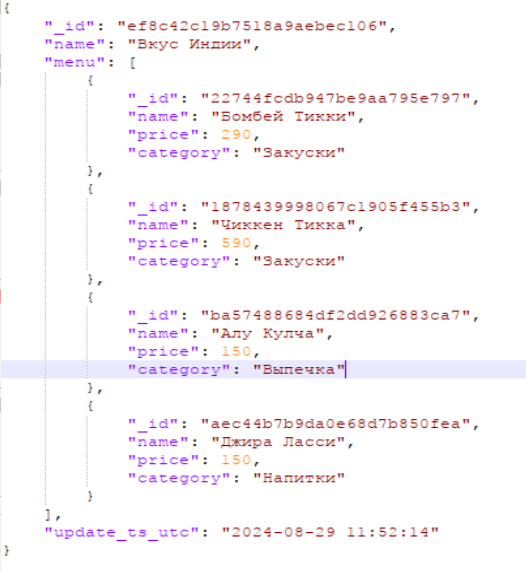 {
    "_id": "ef8c42c19b7518a9aebec106",
    "name": "Вкус Индии",
    "menu": [
        {
            "_id": "22744fcdb947be9aa795e797",
            "name": "Бомбей Тикки",
            "price": 290,
            "category": "Закуски"
        },
        {
            "_id": "1878439998067c1905f455b3",
            "name": "Чиккен Тикка",
            "price": 590,
            "category": "Закуски"
        },
        {
            "_id": "ba57488684df2dd926883ca7",
            "name": "Алу Кулча",
            "price": 150,
            "category": "Выпечка"
        },
        {
            "_id": "aec44b7b9da0e68d7b850fea",
            "name": "Джира Ласси",
            "price": 150,
            "category": "Напитки"
        }
    ],
    "update_ts_utc": "2024-08-29 11:52:14"
}